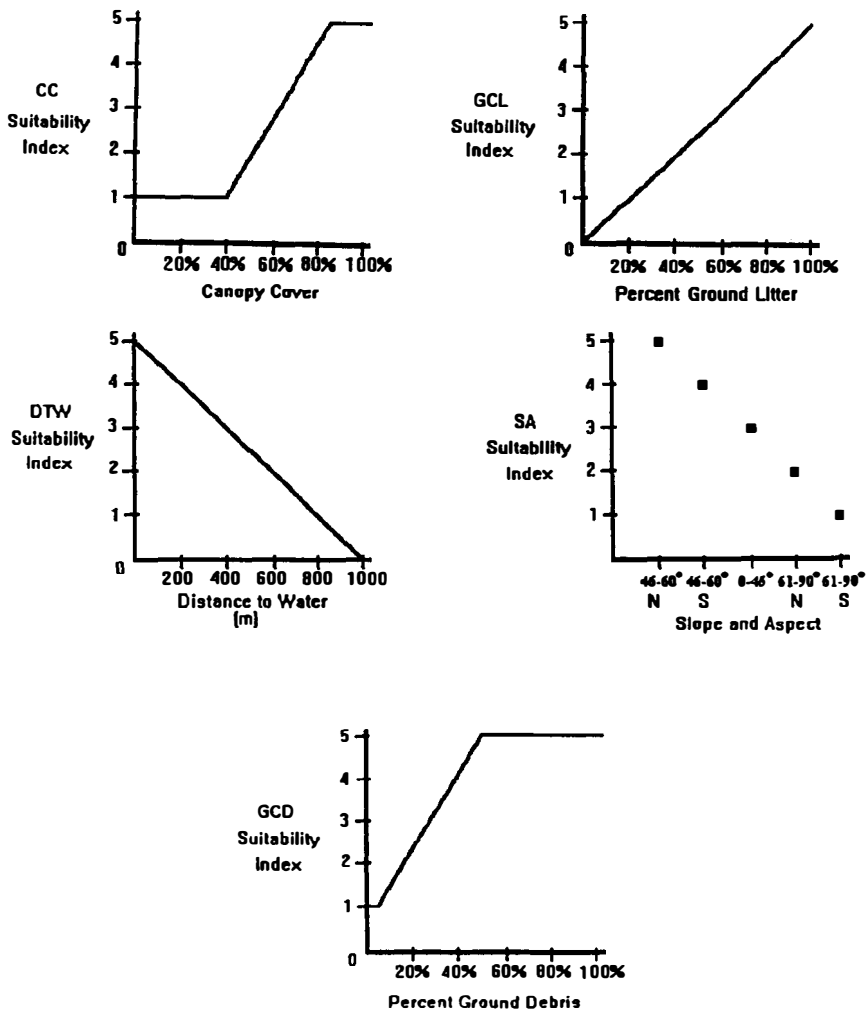 CC
Suitability
Index
5
4
3
2
1
0
20% 40% 60% 80% 100%
Canopy Cover
GCL
Suitability
Index
5
4
3
2
1
0
20% 40% 60% 80% 100%
Percent Ground Litter
DTW
Suitability
Index
5
4
3
2
1
0
200 400 600 800 1000
Distance to Water
(m)
SA
Suitability
Index
5
4
3
2
1
46-60° 46-60° 0-45° 61-90° 61-90°
N S N S
Slope and Aspect
GCD
Suitability
Index
5
4
3
2
1
0
20% 40% 60% 80% 100%
Percent Ground Debris